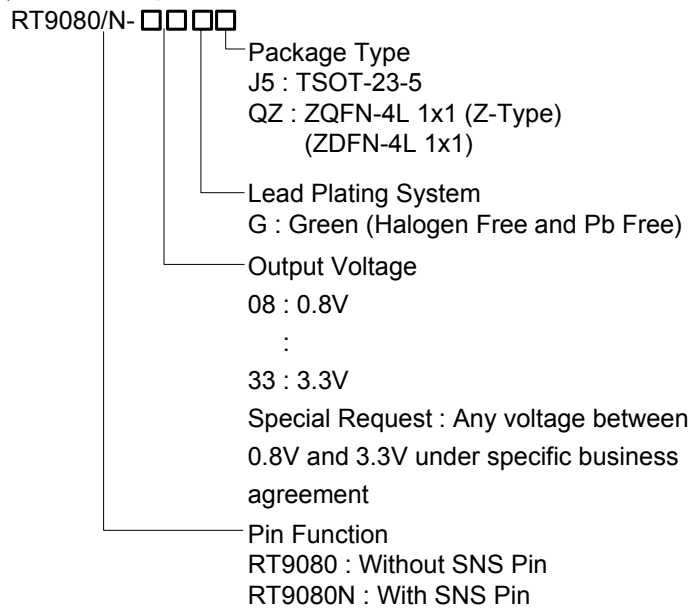 RT9080/N- □□□□
Package Type
J5 : TSOT-23-5
QZ : ZQFN-4L 1x1 (Z-Type)
(ZDFN-4L 1x1)
Lead Plating System
G : Green (Halogen Free and Pb Free)
Output Voltage
08 : 0.8V
:
33 : 3.3V
Special Request : Any voltage between
0.8V and 3.3V under specific business
agreement
Pin Function
RT9080 : Without SNS Pin
RT9080N : With SNS Pin